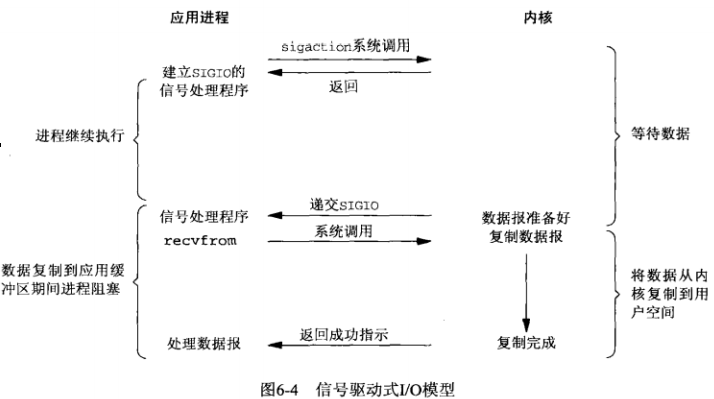 应用进程
内核
sigaction系统调用
建立SIGIO的
信号处理程序
返回
进程继续执行
等待数据
递交SIGIO
信号处理程序
数据报准备好
系统调用
recvfrom
复制数据报
数据复制到应用缓
冲区期间进程阻塞
将数据从内
核复制到用
户空间
返回成功指示
处理数据报
复制完成
图6-4 信号驱动式I/O模型